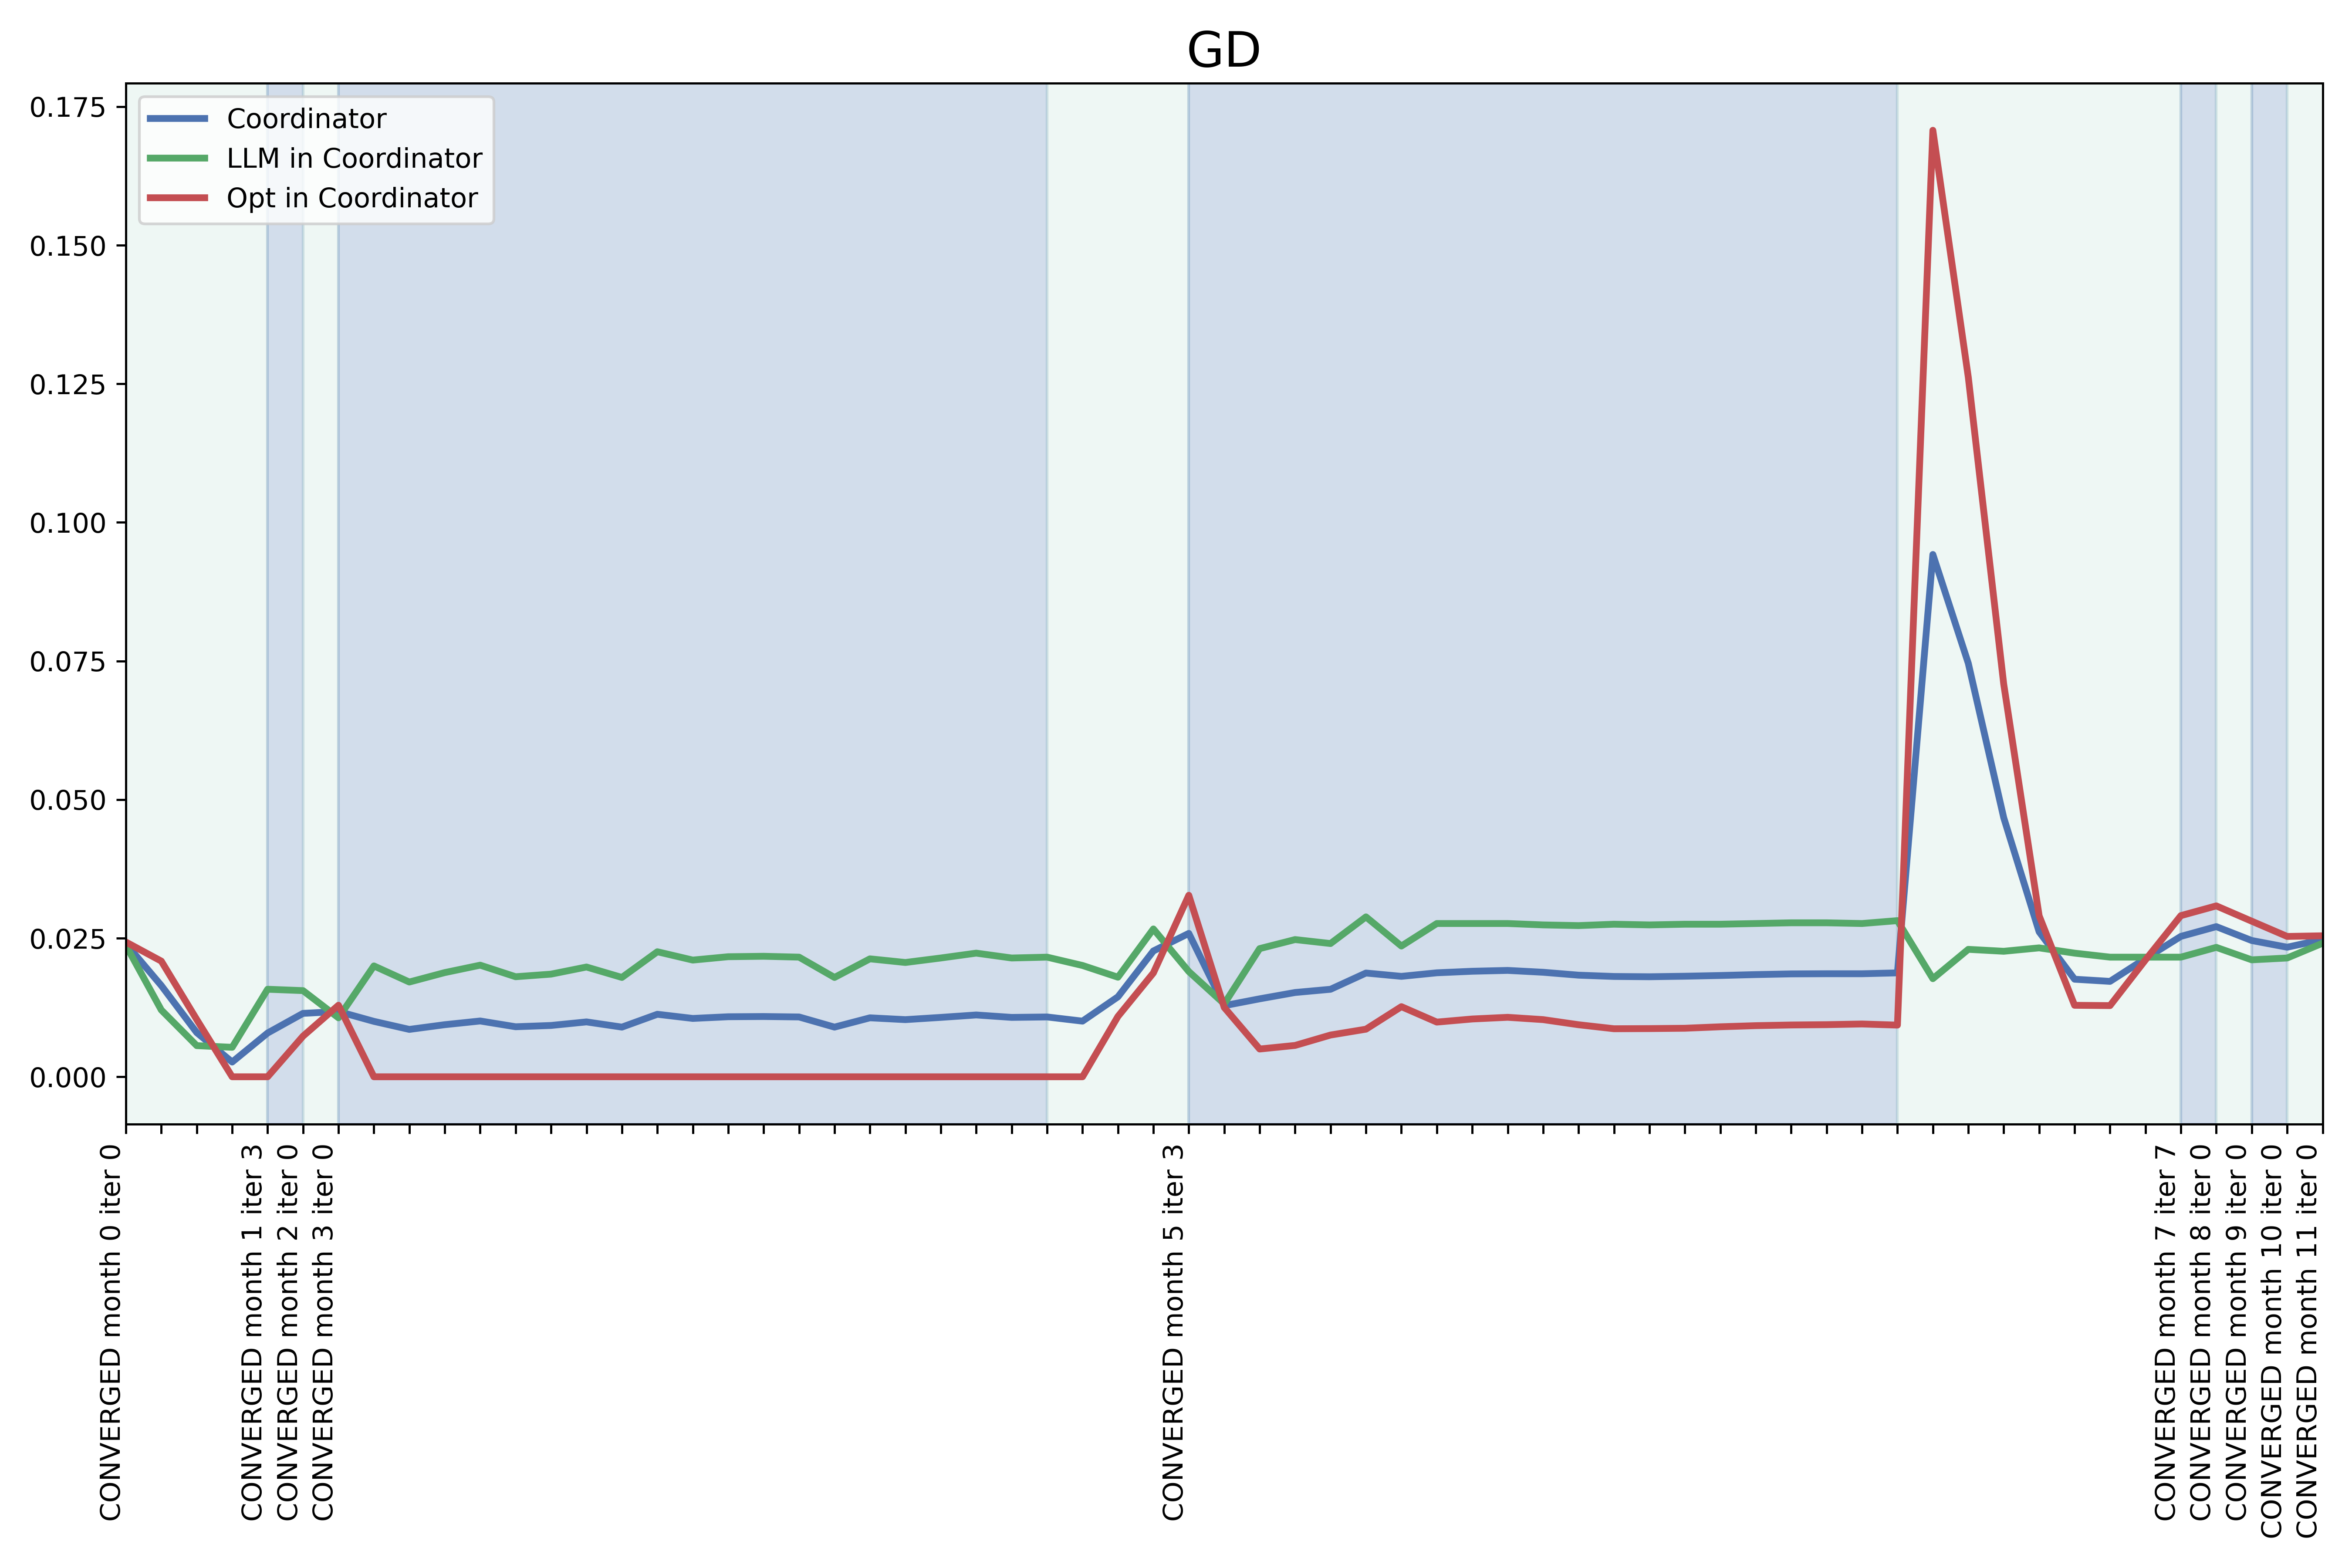 GD
Coordinator
LLM in Coordinator
Opt in Coordinator
0.175
0.150
0.125
0.100
0.075
0.050
0.025
0.000
CONVERGED month 0 iter 0
CONVERGED month 1 iter 3
CONVERGED month 2 iter 0
CONVERGED month 3 iter 0
CONVERGED month 5 iter 3
CONVERGED month 7 iter 7
CONVERGED month 8 iter 0
CONVERGED month 9 iter 0
CONVERGED month 10 iter 0
CONVERGED month 11 iter 0